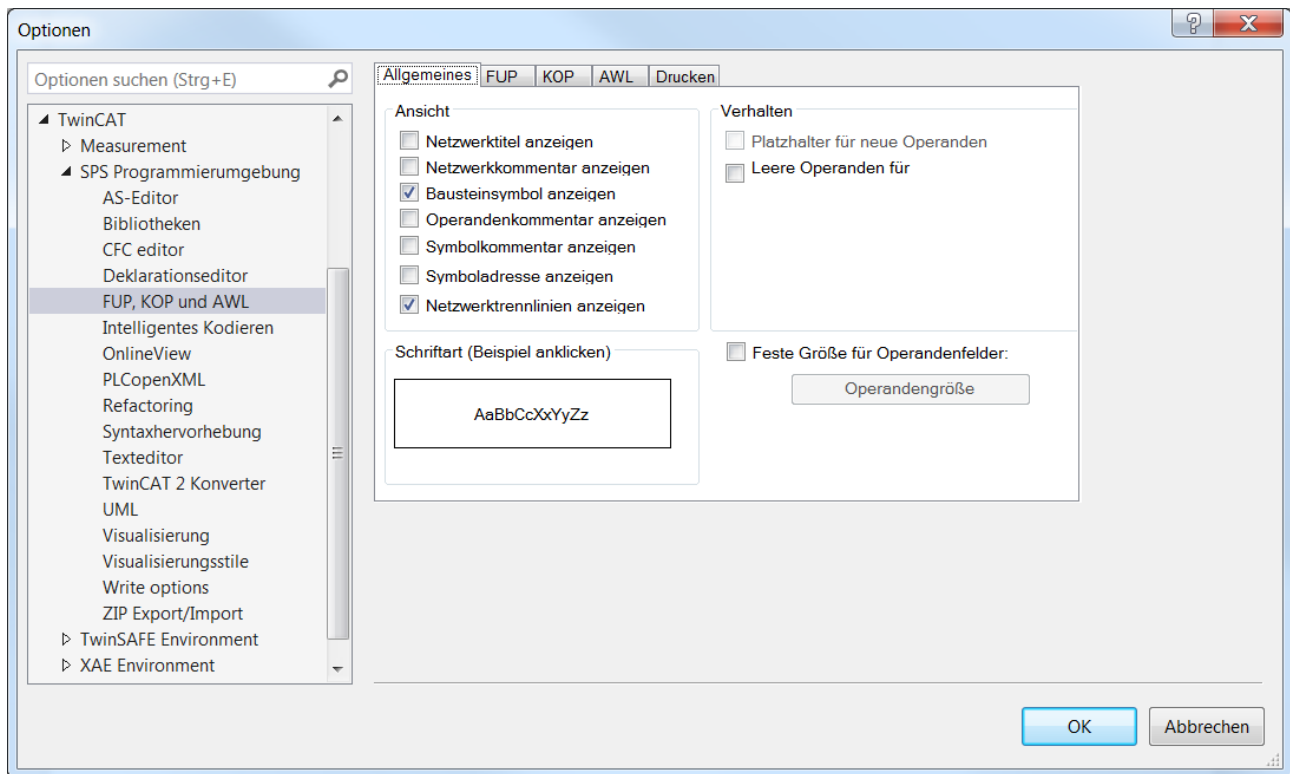 Optionen
Optionen suchen (Strg+E)
TwinCAT
Measurement
SPS Programmierumgebung
AS-Editor
Bibliotheken
CFC editor
Deklarationseditor
FUP, KOP und AWL
Intelligentes Kodieren
OnlineView
PLCopenXML
Refactoring
Syntaxhervorhebung
Texteditor
TwinCAT 2 Konverter
UML
Visualisierung
Visualisierungsstile
Write options
ZIP Export/Import
TwinSAFE Environment
XAE Environment
Allgemeines FUP KOP AWL Drucken
Ansicht
Netzwerktitel anzeigen
Netzwerkkommentar anzeigen
Bausteinsymbol anzeigen
Operandenkommentar anzeigen
Symbolkommentar anzeigen
Symboladresse anzeigen
Netzwerktrennlinien anzeigen
Verhalten
Platzhalter für neue Operanden
Leere Operanden für
Schriftart (Beispiel anklicken)
AaBbCcXxYyZz
Feste Größe für Operandenfelder:
Operandengröße
OK Abbrechen